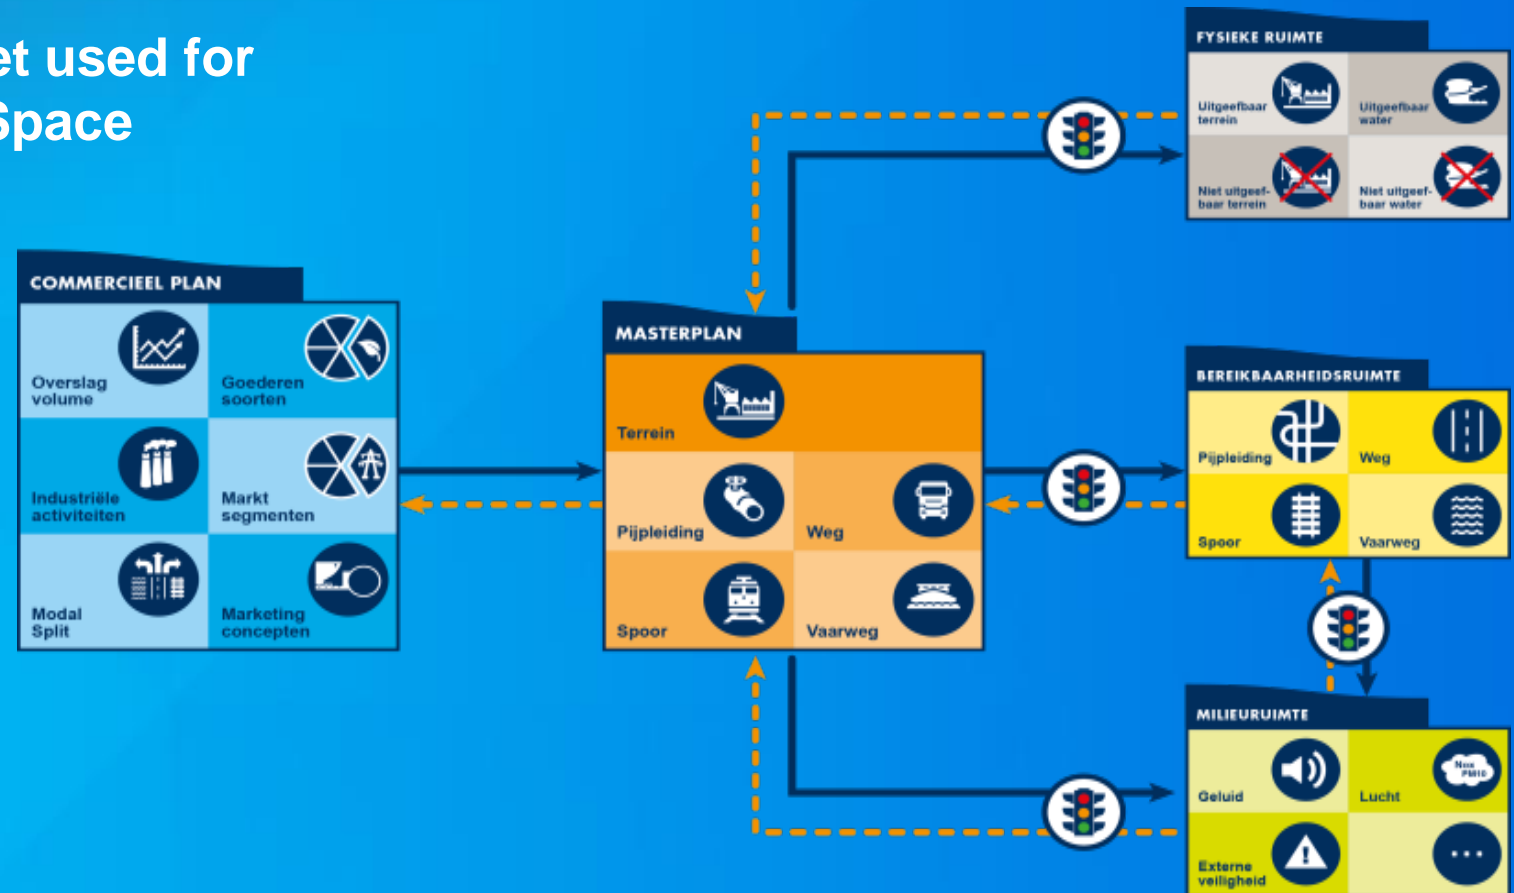 et used for
Space
FYSIEKE RUIMTE
Uitgeefbaar
terrein
Uitgeefbaar
water
Niet uitgeef-
baar terrein
Niet uitgeef-
baar water
COMMERCIEEL PLAN
Overslag
volume
Goederen
soorten
Industriële
activiteiten
Markt
segmenten
Modal
Split
Marketing
concepten
MASTERPLAN
Terrein
Pijpleiding
Weg
Spoor
Vaarweg
BEREIKBAARHEIDSRUIMTE
Pijpleiding
Weg
Spoor
Vaarweg
MILIEURUIMTE
Geluid
Lucht
PM10
Externe
veiligheid
...